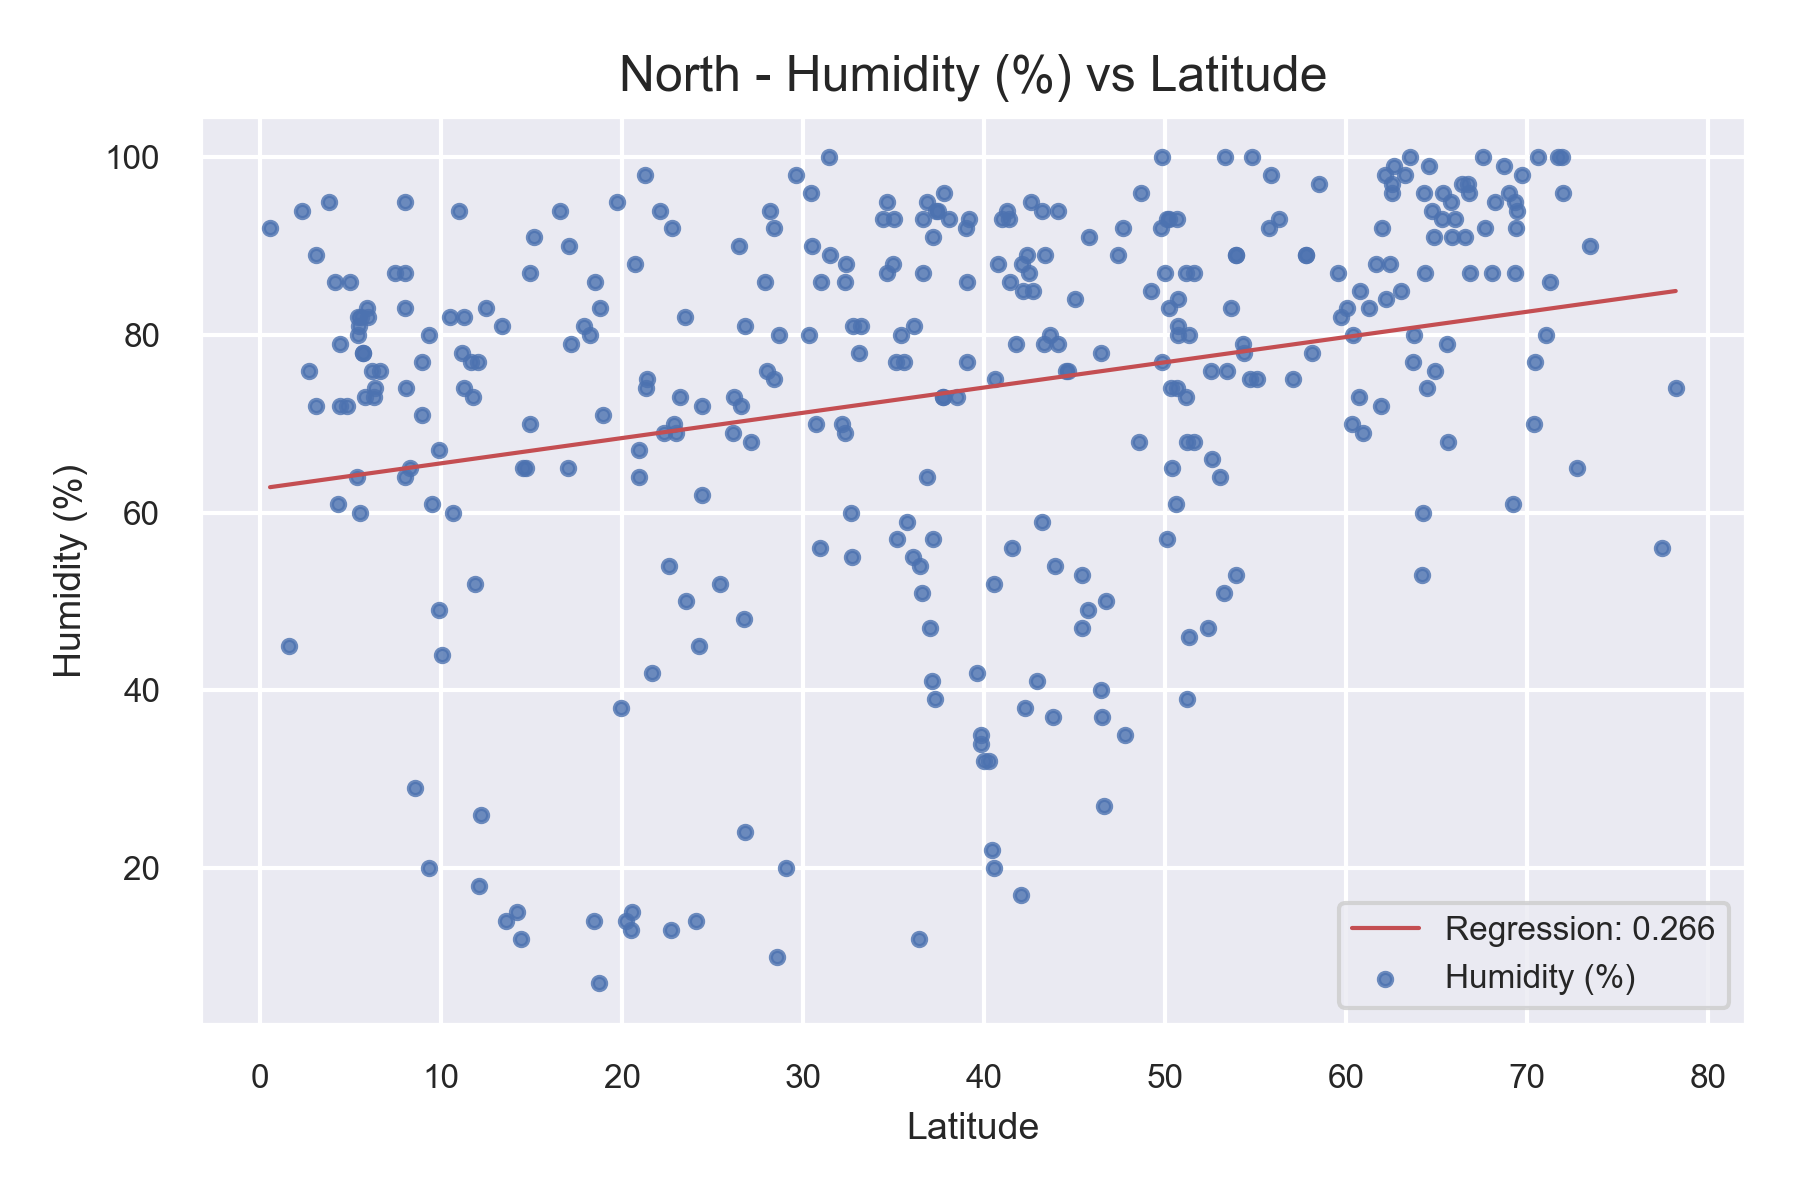 North - Humidity (%) vs Latitude
100
80
60
40
20
Humidity (%)
Regression: 0.266
Humidity (%)
0 10 20 30 40 50 60 70 80
Latitude